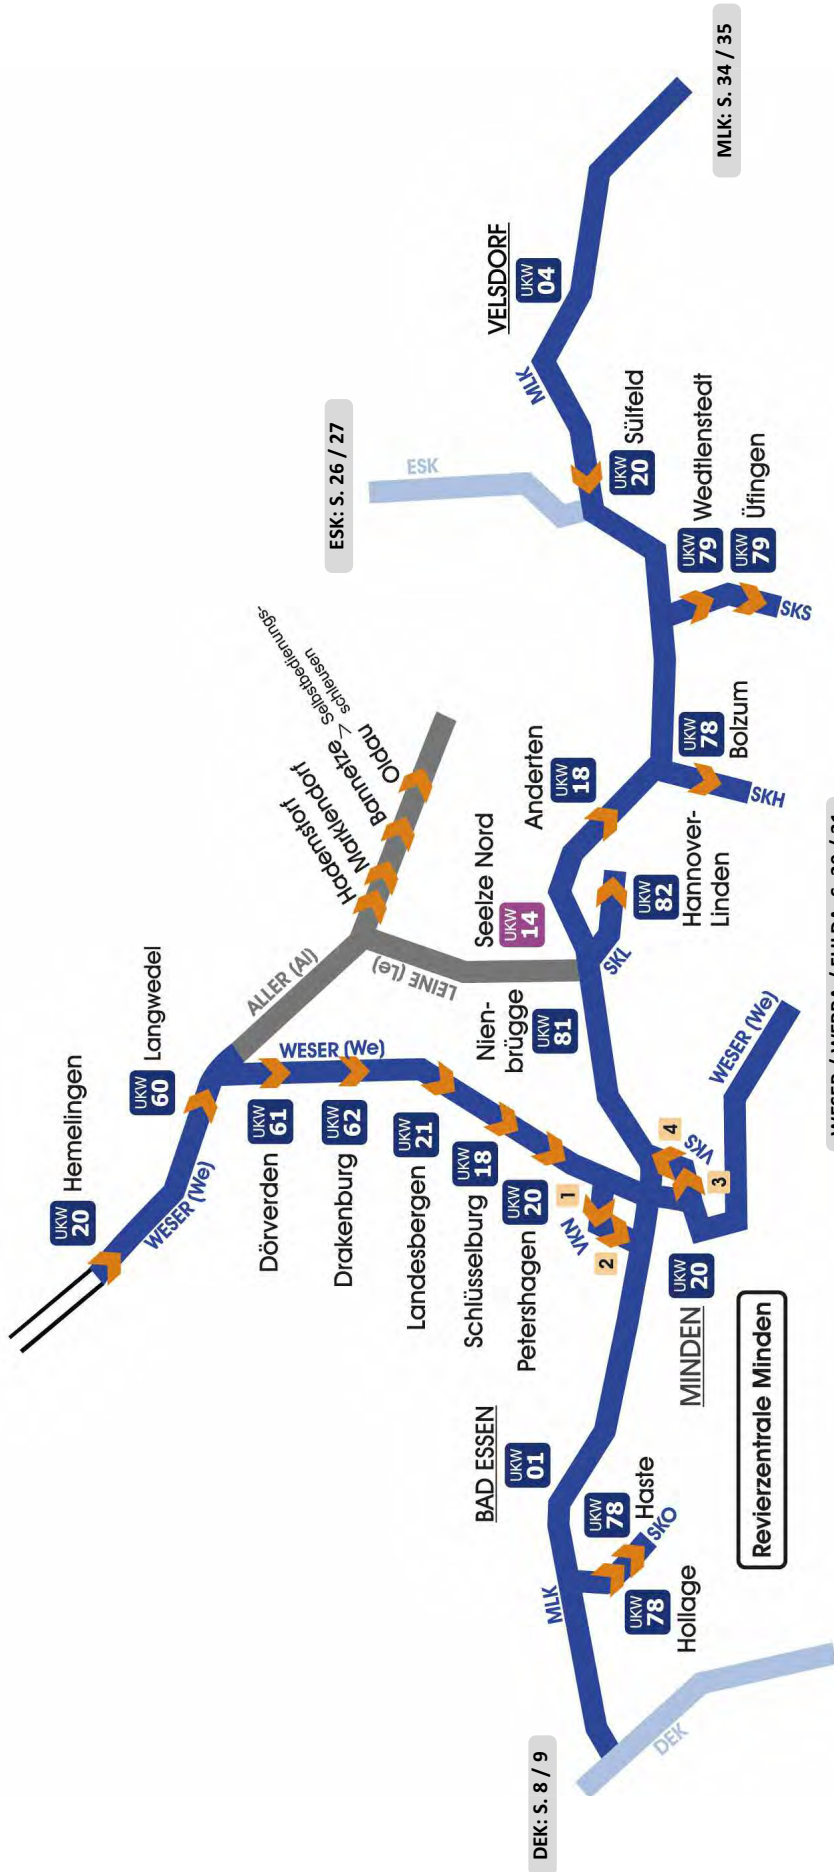 MLK: S. 34 / 35
VELSDORF
UKW
04
MLK
ESK: S. 26 / 27
ESK
UKW
20
Sülfeld
UKW
79
Wedtlenstedt
UKW
79
Üfingen
SKS
Selbstbedienungs-
schleusen
Hademstorf
Marklendorf
Bannetze
>
Oldau
Anderten
UKW
18
UKW
78
Bolzum
SKH
Seelze Nord
UKW
14
UKW
82
Hannover-
Linden
SKL
ALLER (Al)
LEINE (Le)
Nien-
brügge
UKW
81
Langwedel
UKW
60
Hemelingen
UKW
20
WESER (We)
WESER (We)
UKW
61
Dörverden
UKW
62
Drakenburg
UKW
21
Landesbergen
UKW
18
Schlüsselburg
UKW
20
Petershagen
1
VKN
2
4
VKS
3
WESER (We)
UKW
20
MINDEN
Revierzentrale Minden
BAD ESSEN
UKW
01
UKW
78
Haste
SKO
UKW
78
Hollage
MLK
DEK: S. 8 / 9
DEK